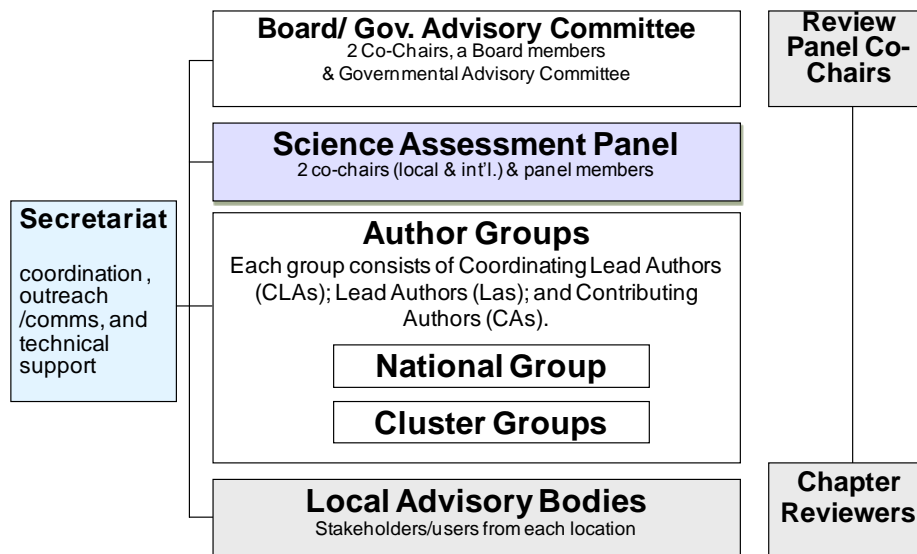 Board/ Gov. Advisory Committee
2 Co-Chairs, a Board members
& Governmental Advisory Committee
Review
Panel Co-
Chairs
Science Assessment Panel
2 co-chairs (local & int'l.) & panel members
Secretariat
coordination ,
outreach
/comms, and
technical
support
Author Groups
Each group consists of Coordinating Lead Authors
(CLAs); Lead Authors (Las); and Contributing
Authors (CAs).
National Group
Cluster Groups
Local Advisory Bodies
Stakeholders/users from each location
Chapter
Reviewers